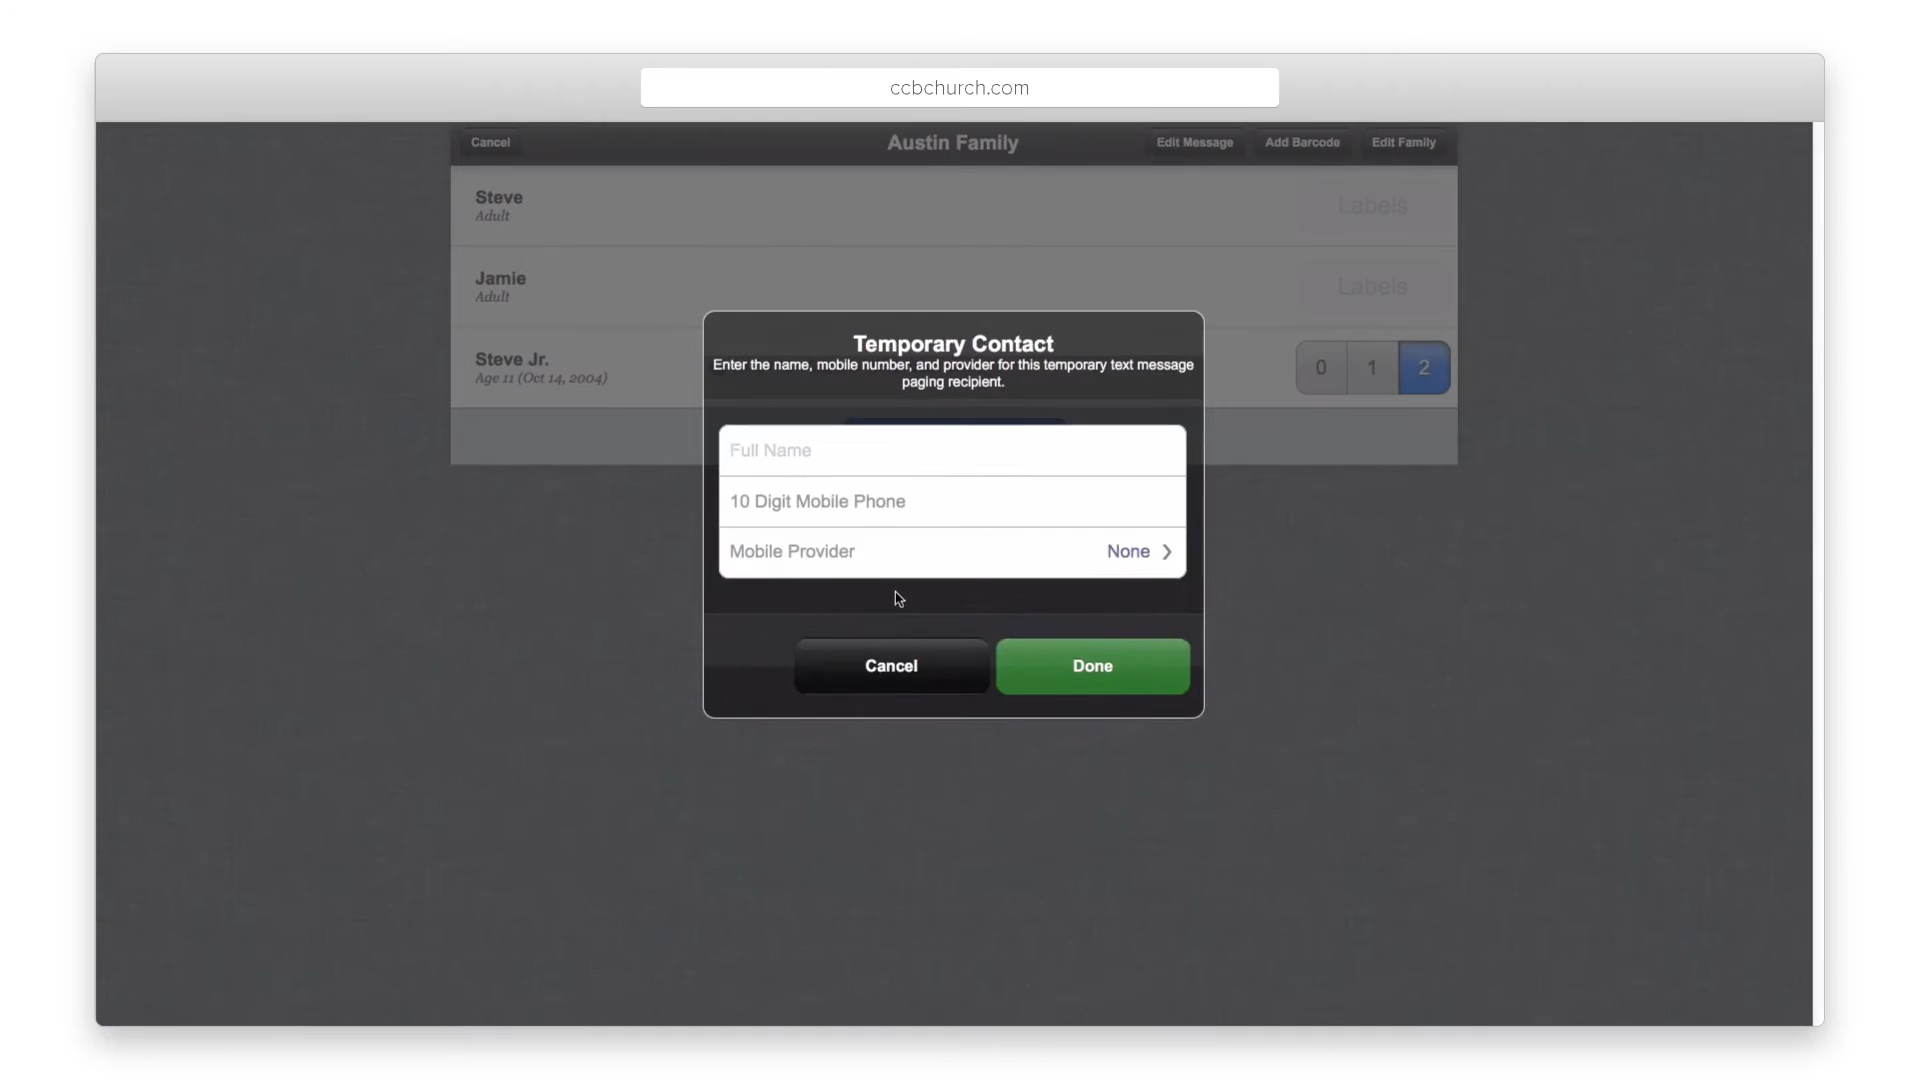 ccbchurch.com
Cancel
Austin Family
Edit Message
Add Barcode
Edit Family
Steve
Adult
Labels
Jamie
Adult
Labels
Steve Jr.
Age 11 (Oct 14, 2004)
0
1
2
Temporary Contact
Enter the name, mobile number, and provider for this temporary text message
paging recipient.
Full Name
10 Digit Mobile Phone
Mobile Provider
None
Cancel
Done